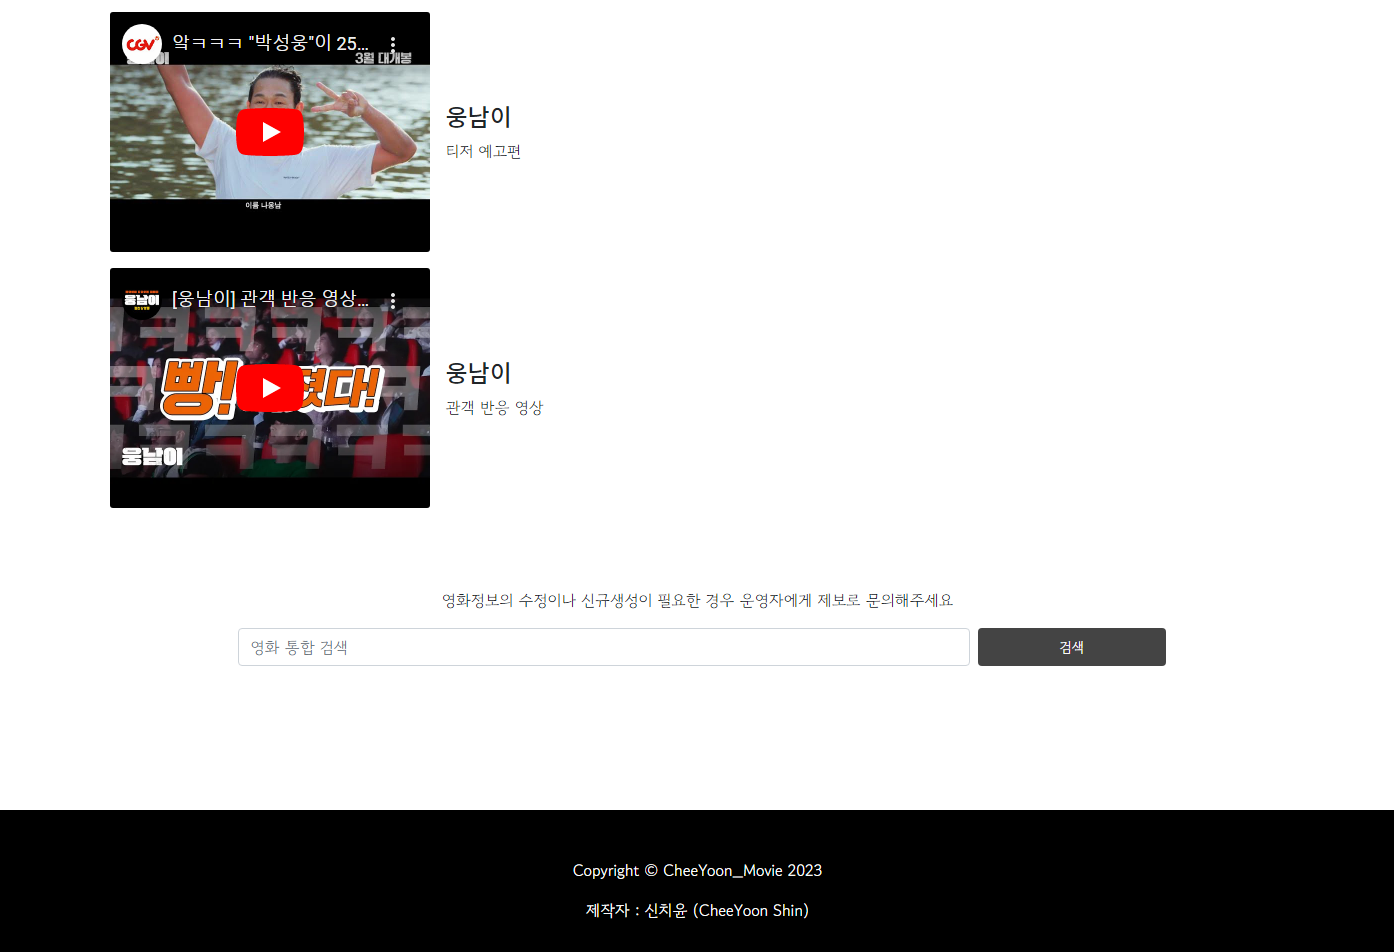 CGV
앜ㅋㅋㅋ "박성웅"이 25...
3월 대개봉
이름 나웅남
웅남이
티저 예고편
웅남이
[웅남이] 관객 반응 영상...
빵! 졌다!
웅남이
웅남이
관객 반응 영상
영화정보의 수정이나 신규생성이 필요한 경우 운영자에게 제보로 문의해주세요
영화 통합 검색
검색
Copyright © CheeYoon_Movie 2023
제작자 : 신치윤 (CheeYoon Shin)